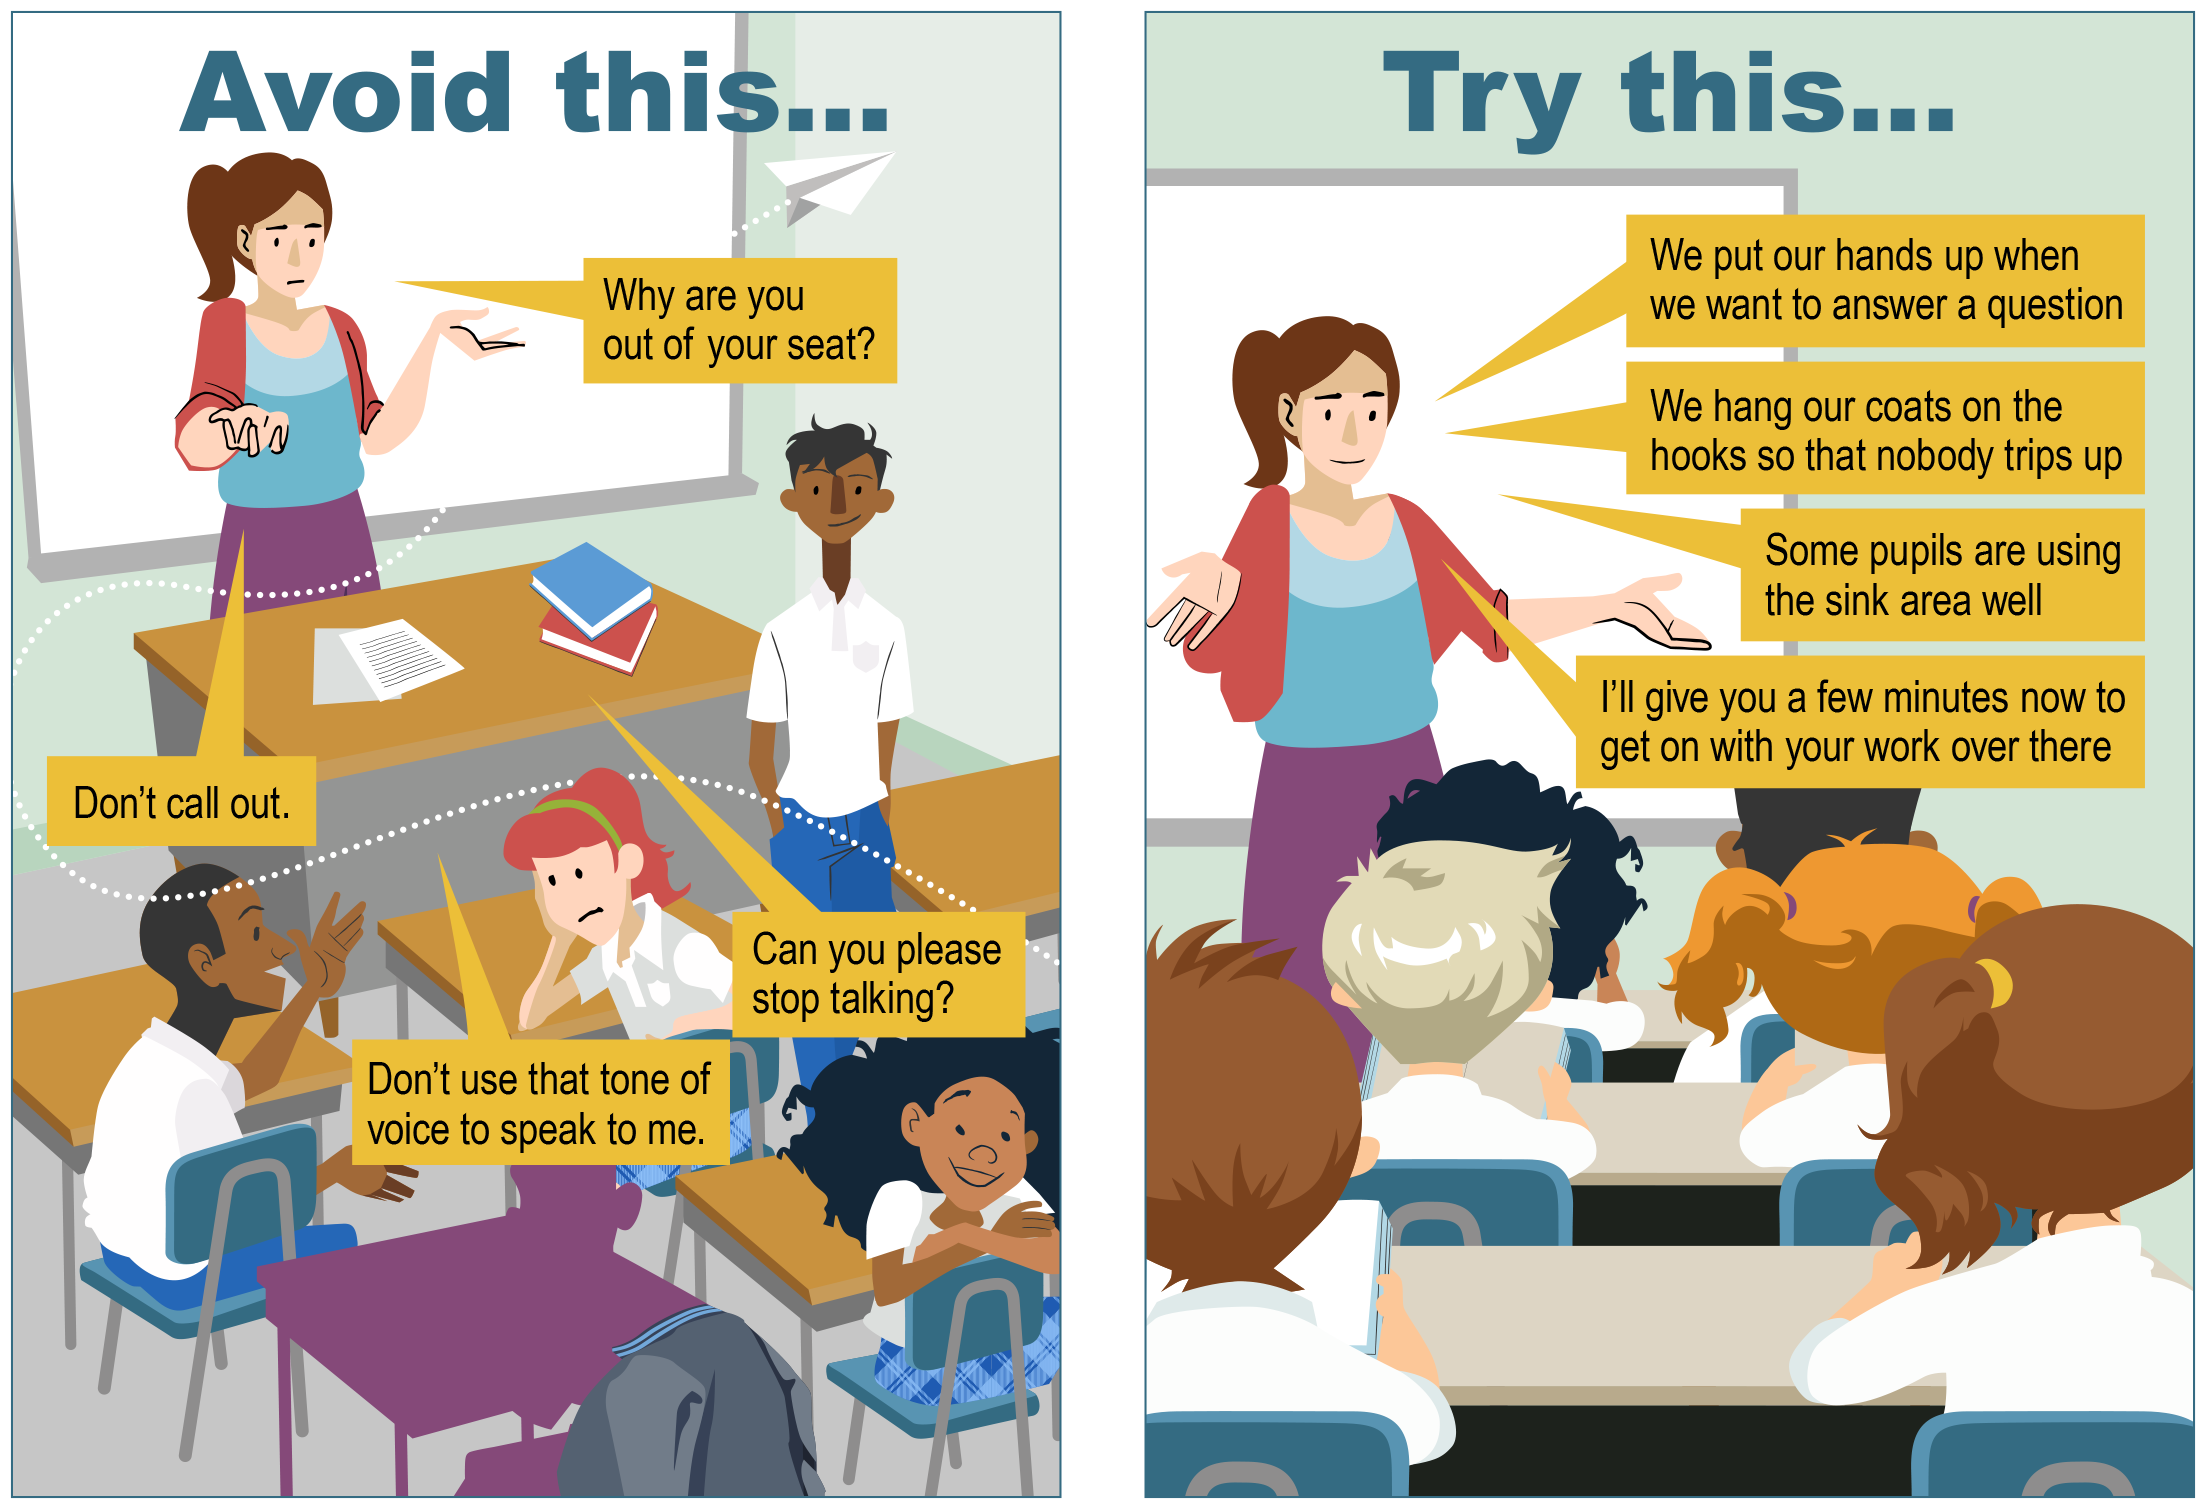 Avoid this...
Why are you
out of your seat?
Don't call out.
Can you please
stop talking?
Don't use that tone of
voice to speak to me.
Try this...
We put our hands up when
we want to answer a question
We hang our coats on the
hooks so that nobody trips up
Some pupils are using
the sink area well
I'll give you a few minutes now to
get on with your work over there